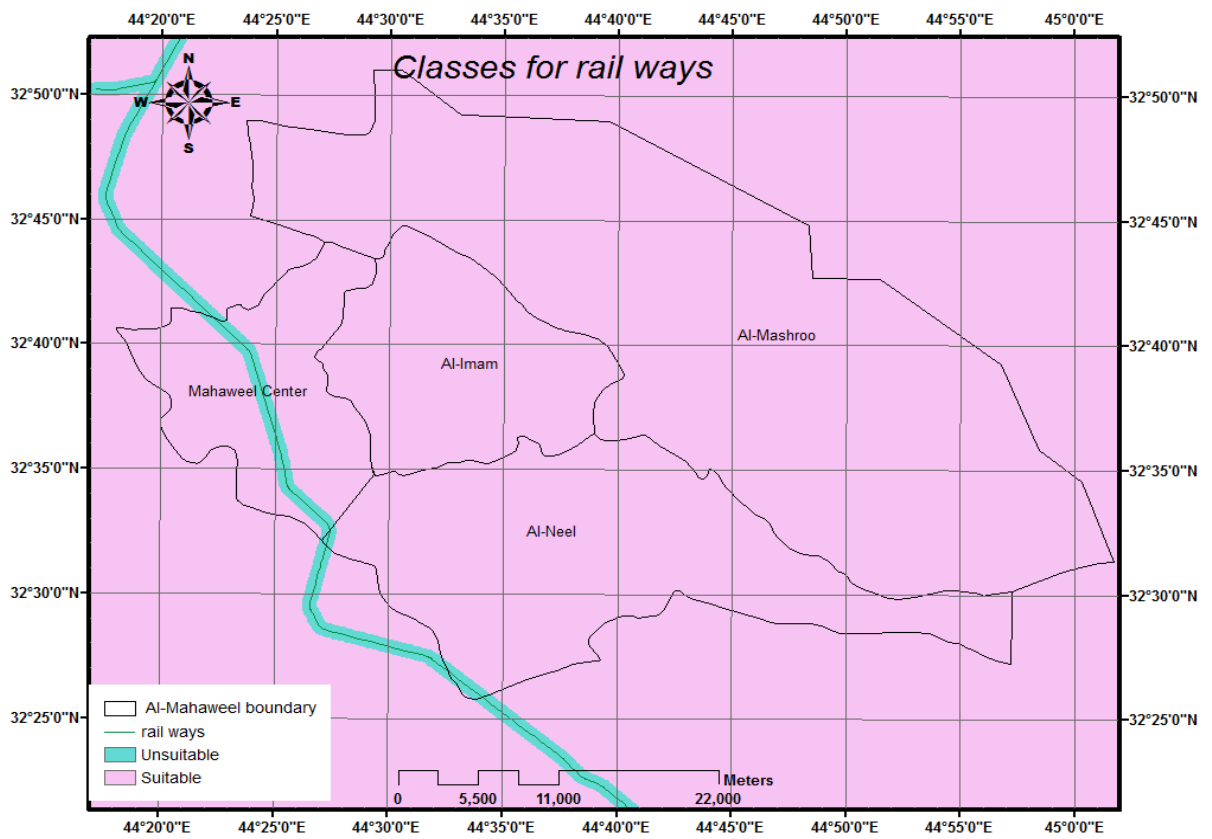 44°20'0"E 44°25'0"E 44°30'0"E 44°35'0"E 44°40'0"E 44°45'0"E 44°50'0"E 44°55'0"E 45°0'0"E
Classes for rail ways
N
W E
S
32°50'0"N 32°50'0"N
32°45'0"N 32°45'0"N
32°40'0"N 32°40'0"N
Al-Mashroo
Al-Imam
Mahaweel Center
32°35'0"N 32°35'0"N
Al-Neel
32°30'0"N 32°30'0"N
32°25'0"N 32°25'0"N
Al-Mahaweel boundary
rail ways
Unsuitable
Suitable
Meters
0 5,500 11,000 22,000
44°20'0"E 44°25'0"E 44°30'0"E 44°35'0"E 44°40'0"E 44°45'0"E 44°50'0"E 44°55'0"E 45°0'0"E